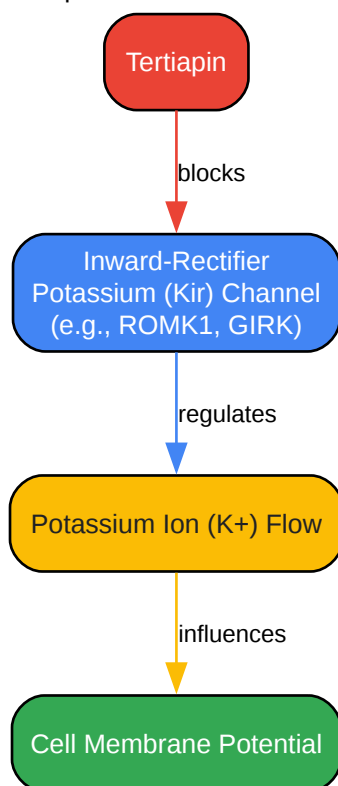 Tertiapin
blocks
Inward-Rectifier
Potassium (Kir) Channel
(e.g., ROMK1, GIRK)
regulates
Potassium Ion (K+) Flow
influences
Cell Membrane Potential